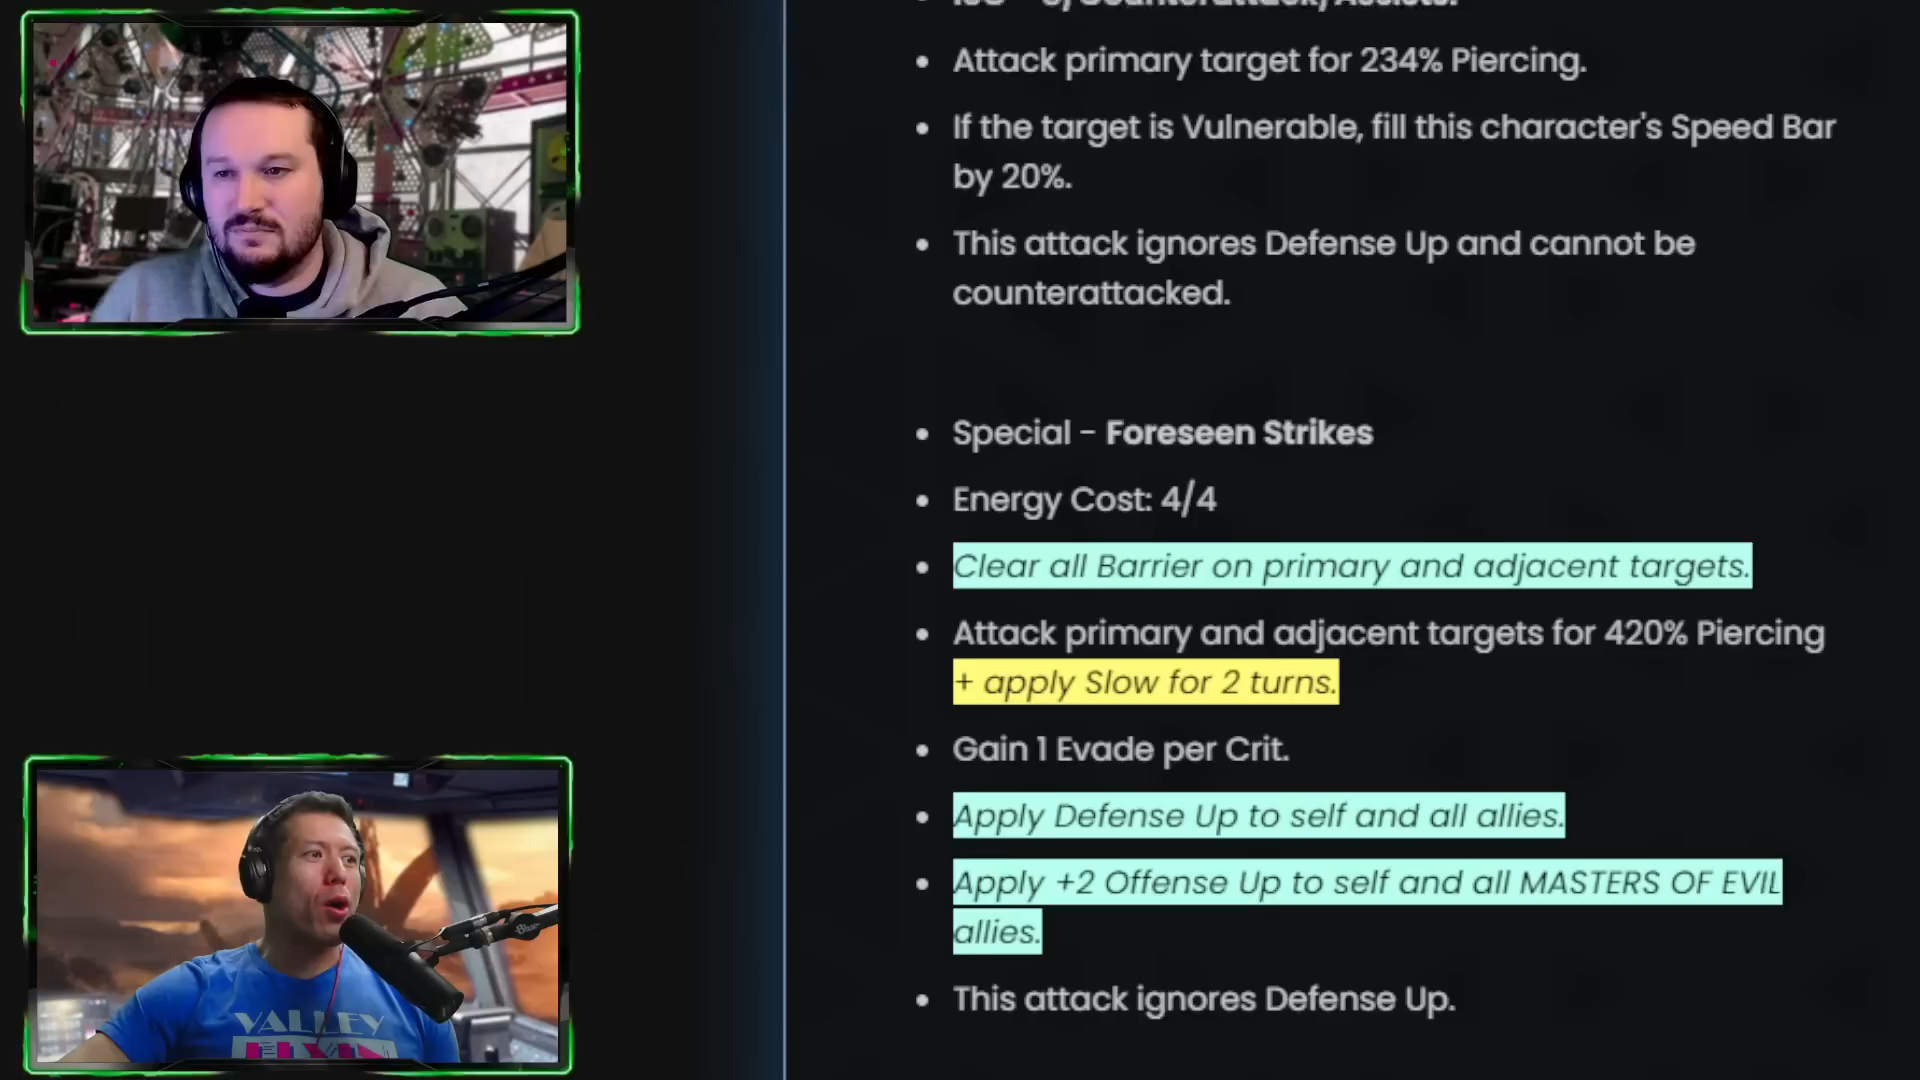 Attack primary target for 234% Piercing.
If the target is Vulnerable, fill this character's Speed Bar
by 20%.
This attack ignores Defense Up and cannot be
counterattacked.
Special - Foreseen Strikes
Energy Cost: 4/4
Clear all Barrier on primary and adjacent targets.
Attack primary and adjacent targets for 420% Piercing
+ apply Slow for 2 turns.
Gain 1 Evade per Crit.
Apply Defense Up to self and all allies.
Apply +2 Offense Up to self and all MASTERS OF EVIL
allies.
This attack ignores Defense Up.
Blue
VALLEY